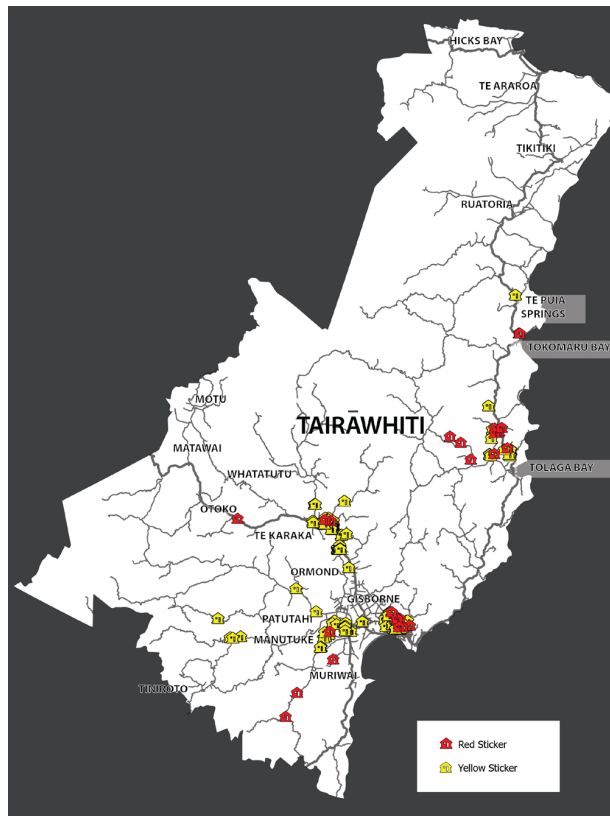 HICKS BAY
TE ARAROA
TIKITIKI
RUATORIA
TE PUIA
SPRINGS
TOKOMARU BAY
MOTU
TAIRĀWHITI
MATAWAI
WHATATUTU
TOLAGA BAY
OTOKO
TE KARAKA
ORMOND
GISBORNE
PATUTAHI
MANUTUKE
MURIWAI
TINIROTO
Red Sticker
Yellow Sticker